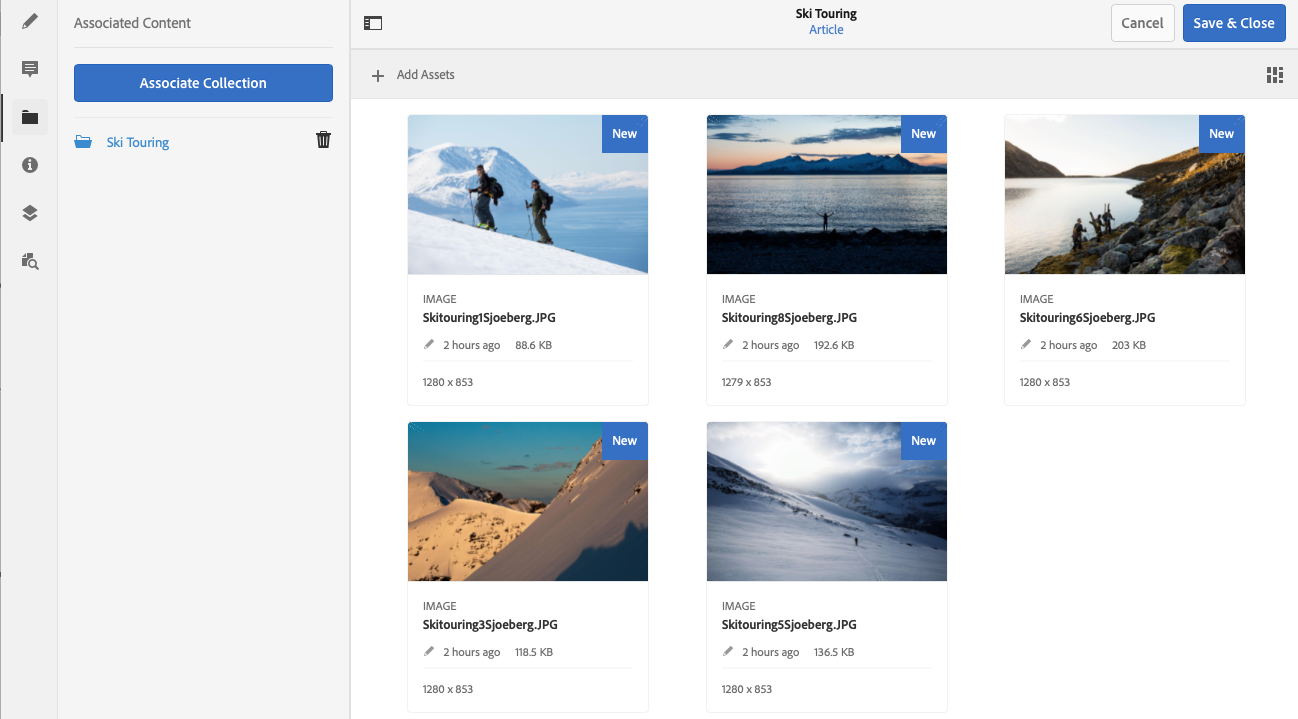 Associated Content
Associate Collection
Ski Touring
Ski Touring
Article
Cancel
Save & Close
Add Assets
New
IMAGE
Skitouring1Sjoeberg.JPG
2 hours ago 88.6 KB
1280 x 853
New
IMAGE
Skitouring8Sjoeberg.JPG
2 hours ago 192.6 KB
1279 x 853
New
IMAGE
Skitouring6Sjoeberg.JPG
2 hours ago 203 KB
1280 x 853
New
IMAGE
Skitouring3Sjoeberg.JPG
2 hours ago 118.5 KB
1280 x 853
New
IMAGE
Skitouring5Sjoeberg.JPG
2 hours ago 136.5 KB
1280 x 853